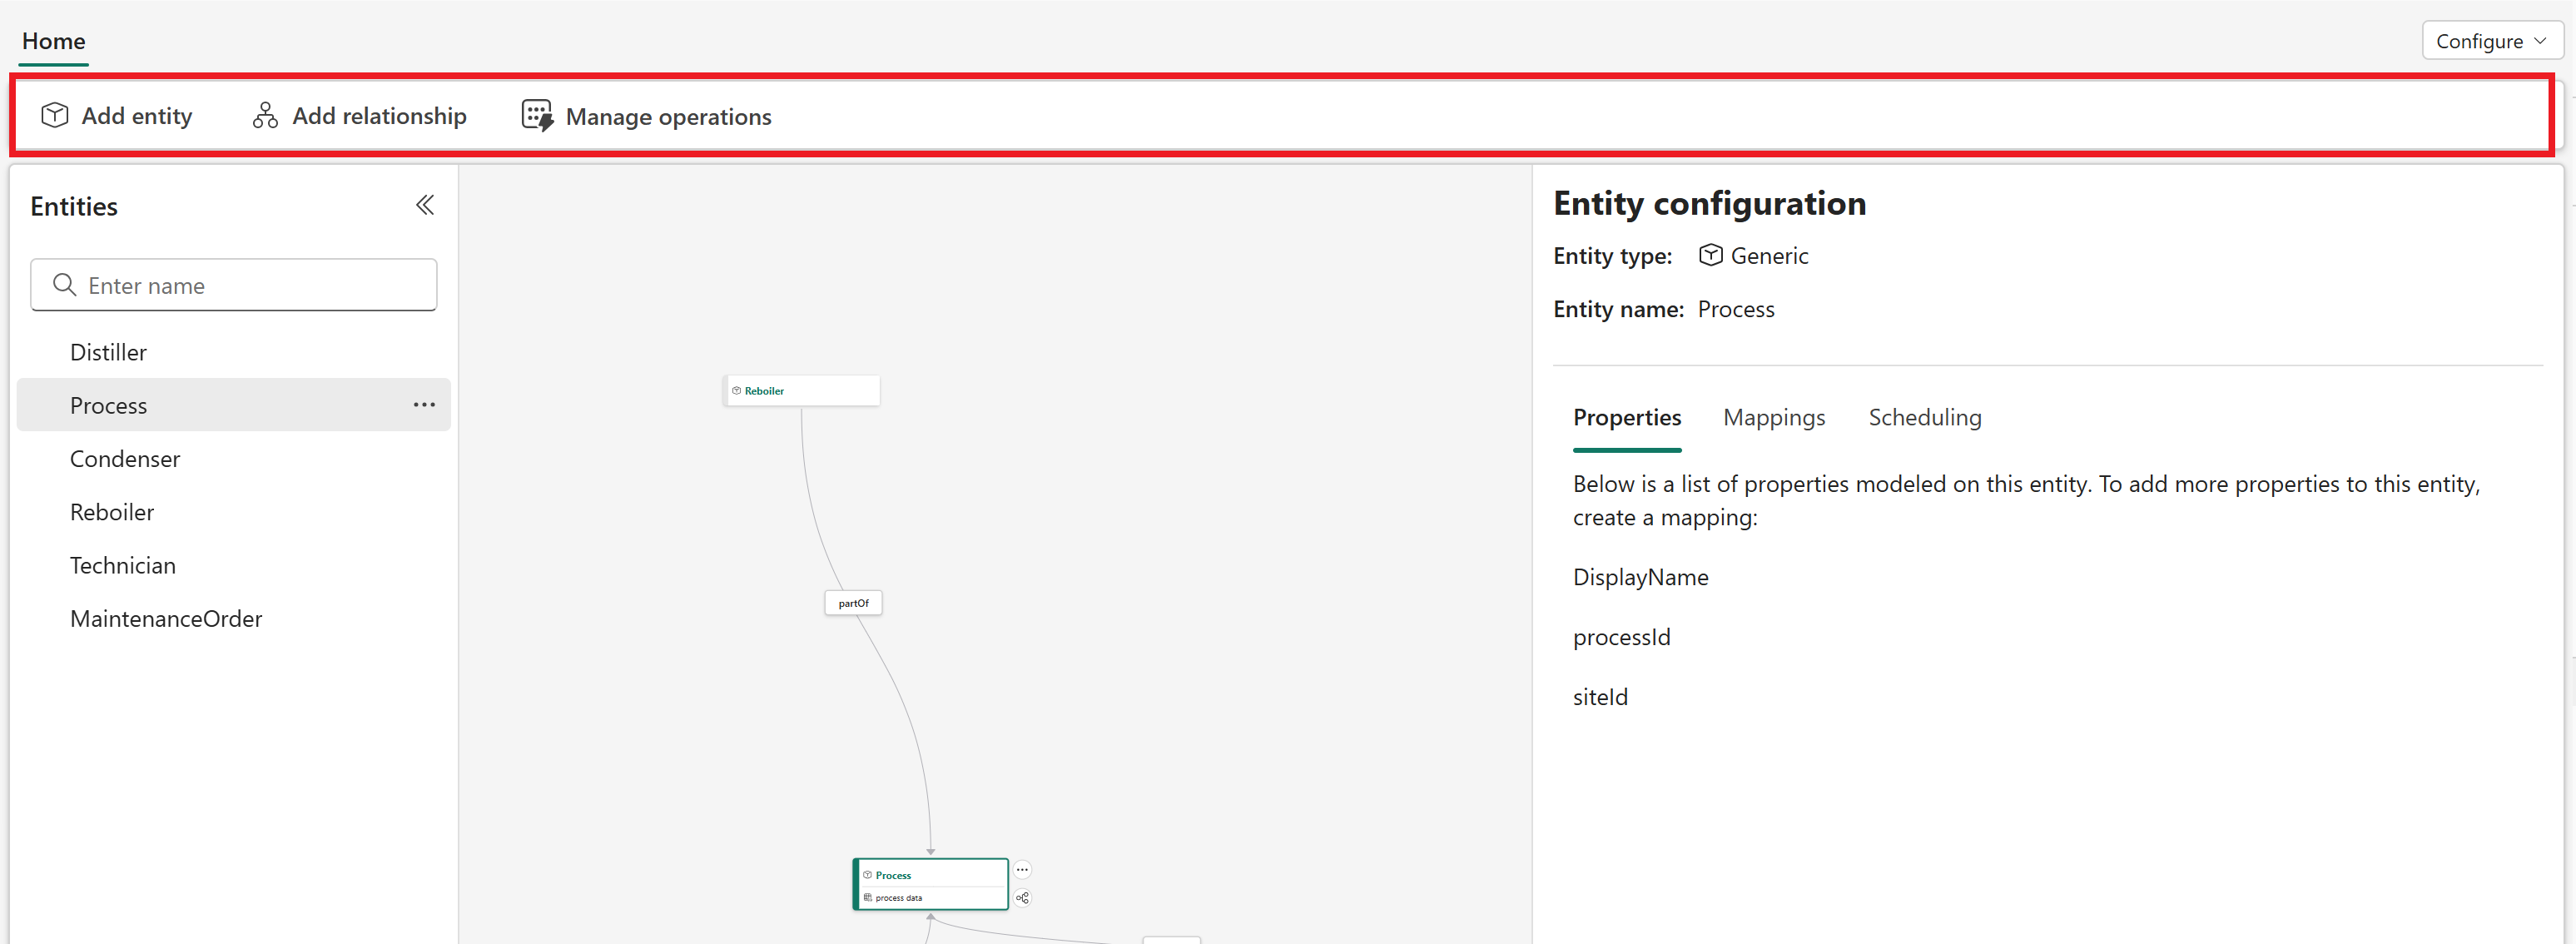 Home
Configure
Add entity
Add relationship
Manage operations
Entities
Enter name
Distiller
Process
Condenser
Reboiler
Technician
MaintenanceOrder
Reboiler
partOf
Process
process data
Entity configuration
Entity type: Generic
Entity name: Process
Properties
Mappings
Scheduling
Below is a list of properties modeled on this entity. To add more properties to this entity,
create a mapping:
DisplayName
processId
siteId